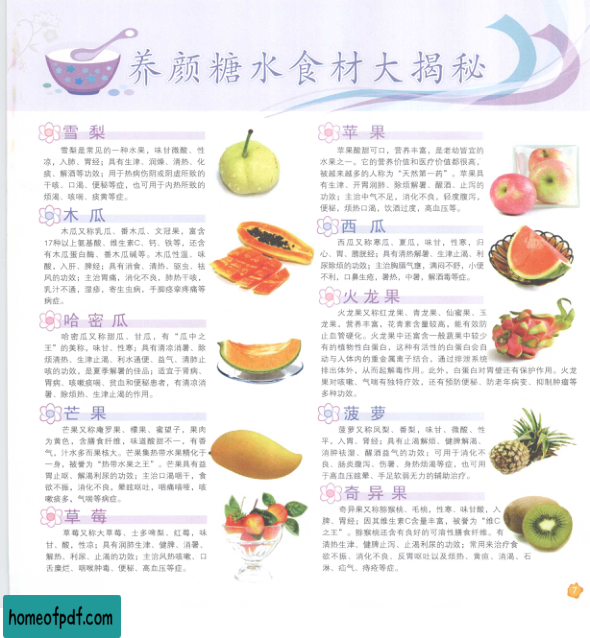 养颜糖水食材大揭秘
雪梨
雪梨是常见的一种水果，味甘微酸、性
凉，入肺、胃经；具有生津、润燥、清热、化
痰、解酒等功效；用于热病伤阴或阴虚所致的
干咳、口渴、便秘等症，也可用于内热所致的
烦渴、咳喘、痰黄等症。
木瓜
木瓜又称乳瓜、番木瓜、文冠果，富含
17种以上氨基酸、维生素C、钙、铁等，还含
有木瓜蛋白酶、番木瓜碱等。木瓜性温、味
酸，入肝、脾经；具有消食、清热、驱虫、祛
风的功效；主治胃痛，消化不良，肺热干咳，
乳汁不通，湿疹，寄生虫病，手脚痉挛疼痛等
病症。
哈密瓜
哈密瓜又称甜瓜、甘瓜，有“瓜中之
王”的美称，味甘、性寒；具有清凉消暑、除
烦清热、生津止渴、利水通便、益气、清肺止
咳的功效，是夏季解暑的佳品；适宜于肾病、
胃病、咳嗽痰喘、贫血和便秘患者，有清凉消
暑、除烦热、生津止渴的作用。
芒果
芒果又称庵罗果、檬果、蜜望子，果肉
为黄色，含膳食纤维，味道酸甜不一，有香
气，汁水多而果核大。芒果集热带水果精化于
一身，被誉为“热带水果之王”。芒果具有益
胃止呕、解渴利尿的功效；主治口渴咽干，食
欲不振，消化不良，晕眩呕吐，咽痛喑哑，咳
嗽痰多，气喘等病症。
草莓
草莓又称大草莓、士多啤梨、红莓，味
甘、酸，性凉；具有润肺生津、健脾、消暑、
解热、利尿、止渴的功效；主治风热咳嗽、口
舌糜烂、咽喉肿毒、便秘、高血压等症。
苹果
苹果酸甜可口，营养丰富，是老幼皆宜的
水果之一。它的营养价值和医疗价值都很高，
被越来越多的人称为“天然第一药”。苹果具
有生津、开胃润肺、除烦解暑、醒酒、止泻的
功效；主治中气不足，消化不良，轻度腹泻，
便秘，烦热口渴，饮酒过度，高血压等。
西瓜
西瓜又称寒瓜、夏瓜，味甘，性寒，归
心、胃、膀胱经；具有清热解暑、生津止渴、利
尿除烦的功效；主治胸膈气壅，满闷不舒，小便
不利，口鼻生疮，暑热，中暑，解酒毒等症。
火龙果
火龙果又称红龙果、青龙果、仙蜜果、玉
龙果，营养丰富，花青素含量较高，能有效防
止血管硬化。火龙果中还富含一般蔬果中较少
有的植物性白蛋白，这种有活性的白蛋白会自
动与人体内的重金属离子结合，通过排泄系统
排出体外，从而起解毒作用。此外，白蛋白对胃壁还有保护作用。火龙
果对咳嗽、气喘有独特疗效，还有预防便秘、防老年病变、抑制肿瘤等
多种功效。
菠萝
菠萝又称凤梨、番梨，味甘、微酸、性
平，入胃、肾经；具有止渴解烦、健脾解渴、
消肿祛湿、醒酒益气的功效；可用于消化不
良、肠炎腹泻、伤暑、身热烦渴等症，也可用
于高血压眩晕、手足软弱无力的辅助治疗。
奇异果
奇异果又称猕猴桃、毛桃，性寒、味甘酸，入
脾、胃经；因其维生素C含量丰富，被誉为“维C
之王”。猕猴桃还含有良好的可溶性膳食纤维，有
清热生津、健脾止泻、止渴利尿的功效；常用来治疗食
欲不振、消化不良、反胃呕吐以及烦热、黄疸、消渴、石
淋、疝气、痔疮等症。
7
homeofpdf.com